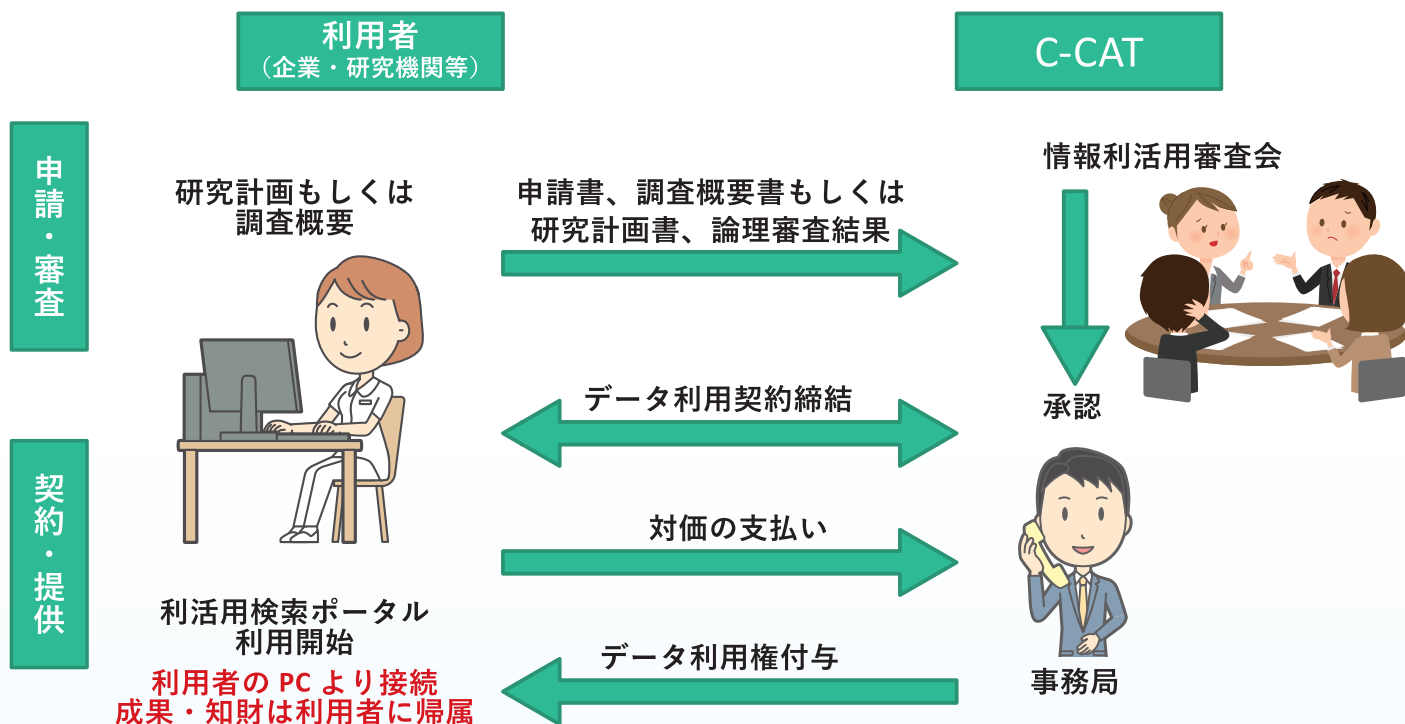 利用者
（企業・研究機関等）
C-CAT
申請・審査
研究計画もしくは
調査概要
申請書、調査概要書もしくは
研究計画書、論理審査結果
情報利活用審査会
承認
データ利用契約締結
契約・提供
対価の支払い
利活用検索ポータル
利用開始
利用者の PC より接続
成果・知財は利用者に帰属
データ利用権付与
事務局